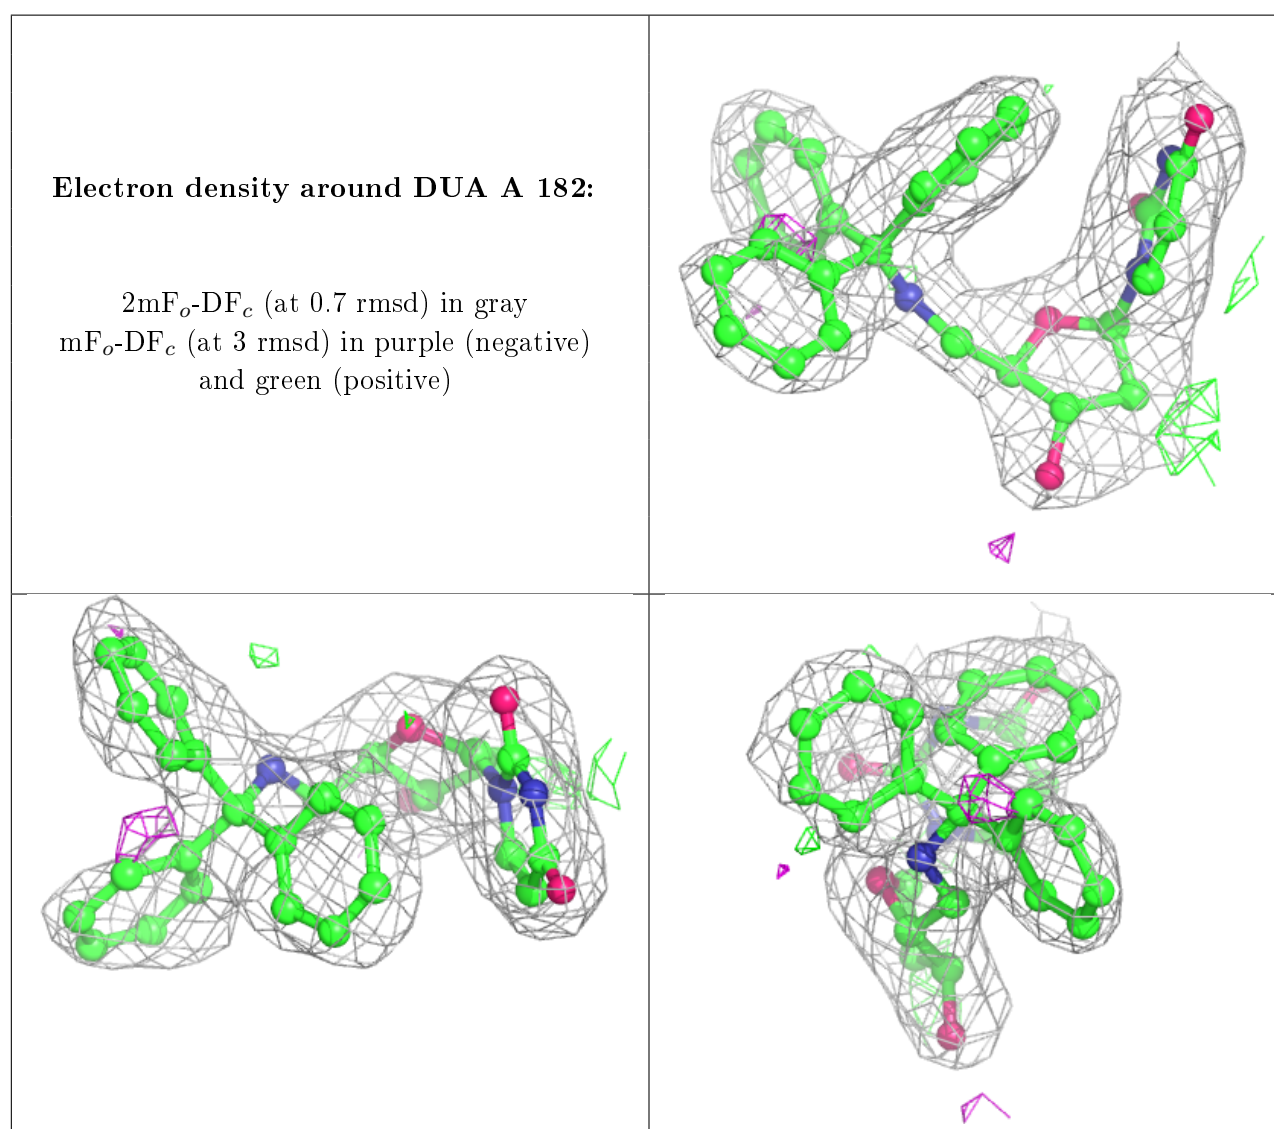 Electron density around DUA A 182:
2mFo-DFc (at 0.7 rmsd) in gray
mFo-DFc (at 3 rmsd) in purple (negative)
and green (positive)